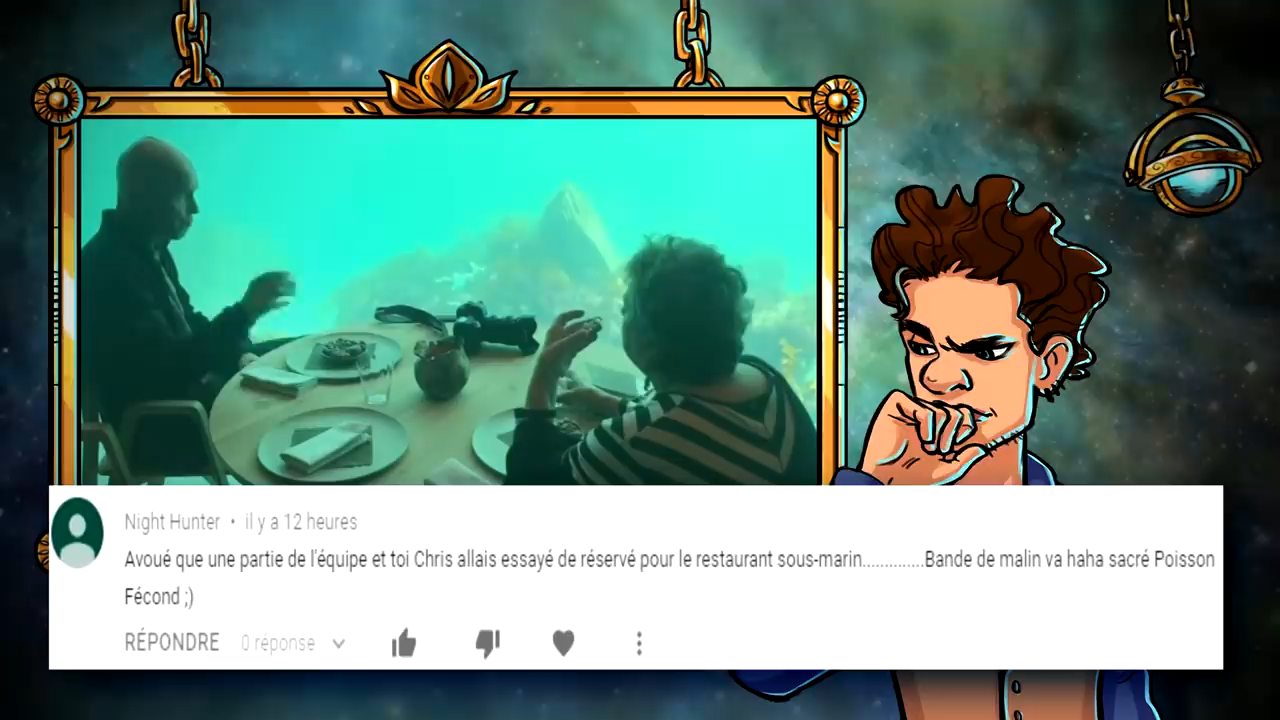 Night Hunter • il y a 12 heures
Avoué que une partie de l'équipe et toi Chris allais essayé de réservé pour le restaurant sous-marin..............Bande de malin va haha sacré Poisson
Fécond ;)
RÉPONDRE 0 réponse